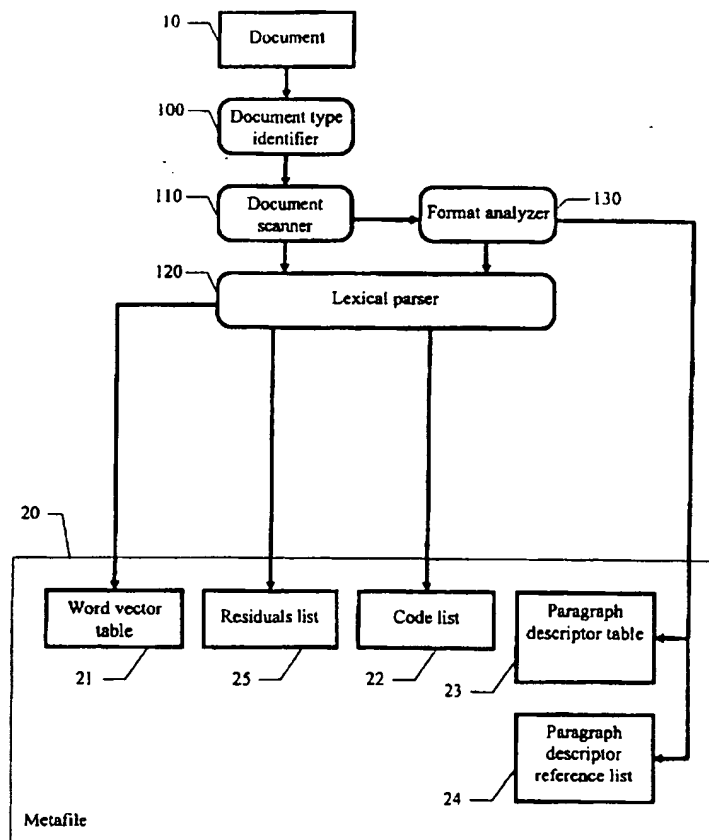 10
Document
100
Document type
identifier
110
Document
scanner
Format analyzer
130
120
Lexical parser
20
Word vector
table
Residuals list
Code list
Paragraph
descriptor table
21
25
22
23
Paragraph
descriptor
reference list
24
Metafile